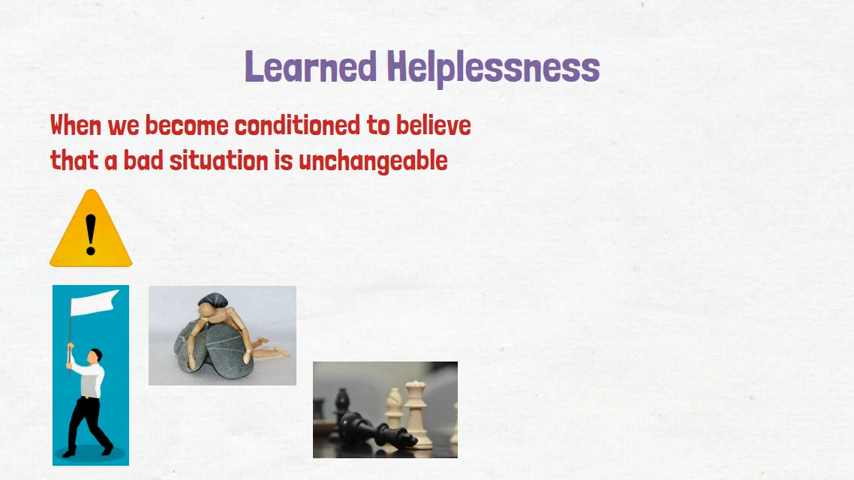 Learned Helplessness
When we become conditioned to believe
that a bad situation is unchangeable